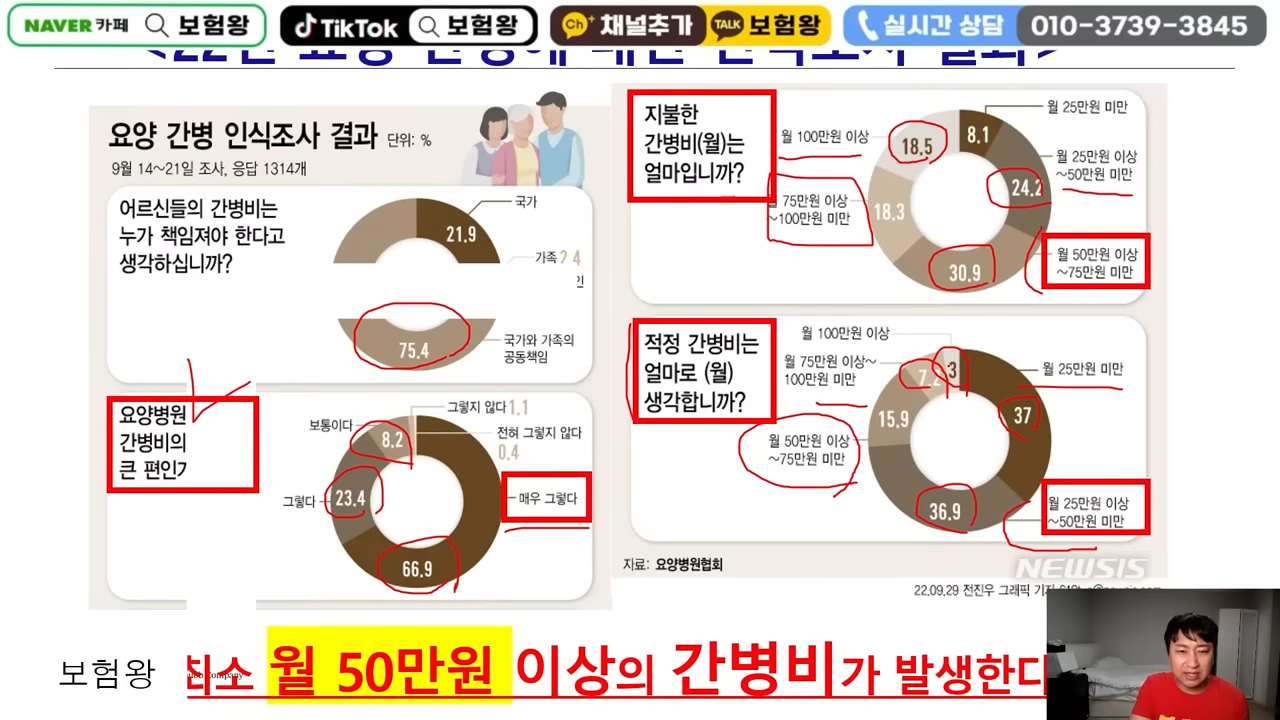 NAVER 카페 보험왕
TikTok 보험왕
Ch+ 채널추가 TALK 보험왕
실시간 상담 010-3739-3845
요양 간병 인식조사 결과 단위: %
9월 14~21일 조사, 응답 1314개
어르신들의 간병비는
누가 책임져야 한다고
생각하십니까?
국가
21.9
가족 2.4
75.4
국가와 가족의
공동책임
요양병원
간병비의
큰 편인가
그렇지 않다 1.1
보통이다
8.2
전혀 그렇지 않다
0.4
그렇다
23.4
매우 그렇다
66.9
지불한
간병비(월)는
얼마입니까?
월 25만원 미만
8.1
월 100만원 이상
18.5
월 25만원 이상
~50만원 미만
24.2
월 75만원 이상
~100만원 미만
18.3
월 50만원 이상
~75만원 미만
30.9
적정 간병비는
얼마로 (월)
생각합니까?
월 100만원 이상
3
월 75만원 이상~
100만원 미만
7.2
월 25만원 미만
37
15.9
월 50만원 이상
~75만원 미만
36.9
월 25만원 이상
~50만원 미만
자료: 요양병원협회
NEWSIS
22.09.29 전진우 그래픽 기자
보험왕
최소 월 50만원 이상의 간병비가 발생한다